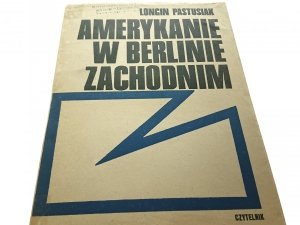 LONGIN PASTUSIAK
AMERYKANIE
W BERLINIE
ZACHODNIM
CZYTELNIK